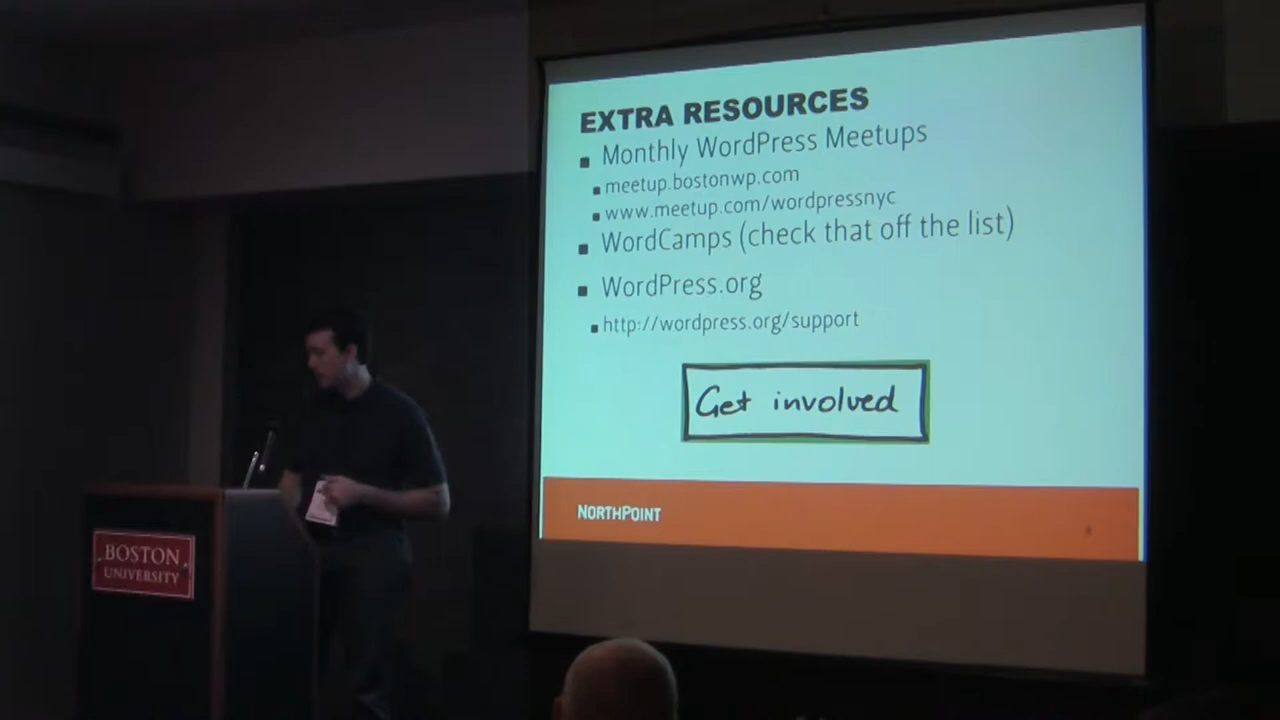 EXTRA RESOURCES
Monthly WordPress Meetups
meetup.bostonwp.com
www.meetup.com/wordpressnyc
WordCamps (check that off the list)
WordPress.org
http://wordpress.org/support
Get involved
NORTHPOINT
BOSTON
UNIVERSITY